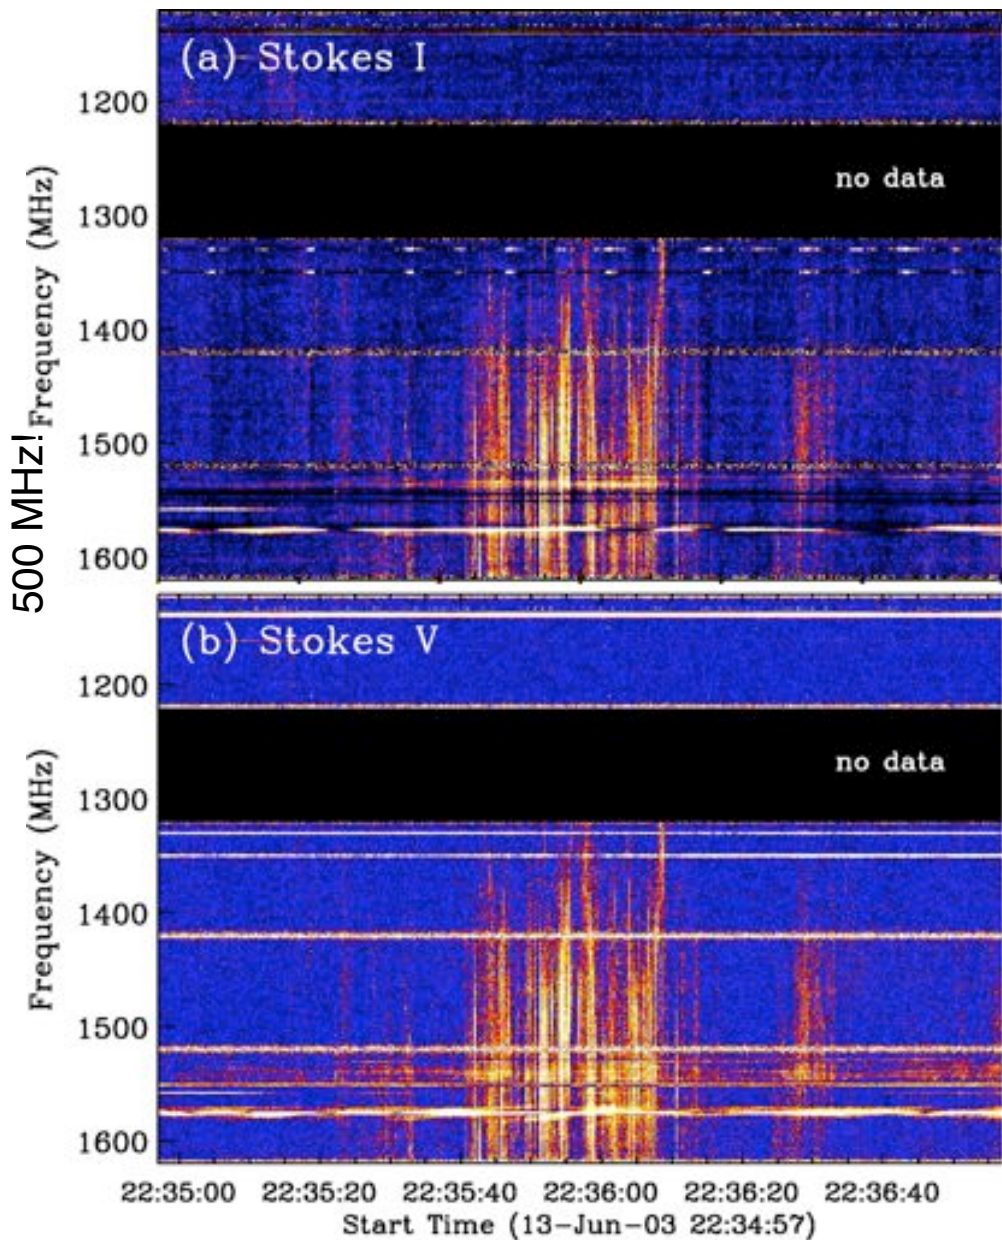 (a) Stokes I
no data
1200
1300
1400
1500
1600
Frequency (MHz)
500 MHz!
(b) Stokes V
no data
1200
1300
1400
1500
1600
Frequency (MHz)
22:35:00 22:35:20 22:35:40 22:36:00 22:36:20 22:36:40
Start Time (13-Jun-03 22:34:57)